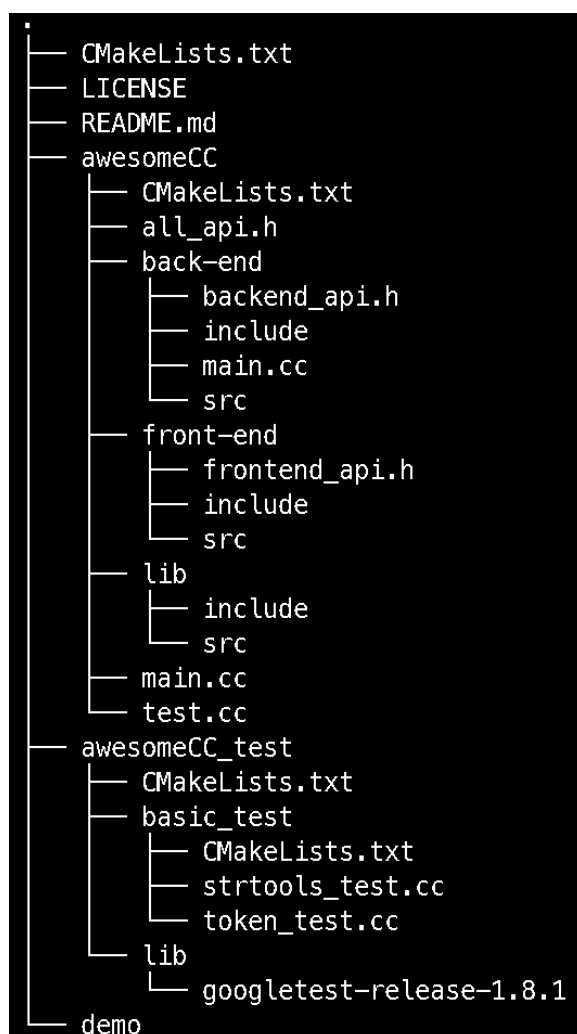 .
├── CMakeLists.txt
├── LICENSE
├── README.md
├── awesomeCC
│   ├── CMakeLists.txt
│   ├── all_api.h
│   ├── back-end
│   │   ├── backend_api.h
│   │   ├── include
│   │   ├── main.cc
│   │   └── src
│   ├── front-end
│   │   ├── frontend_api.h
│   │   ├── include
│   │   └── src
│   ├── lib
│   │   ├── include
│   │   └── src
│   ├── main.cc
│   └── test.cc
├── awesomeCC_test
│   ├── CMakeLists.txt
│   ├── basic_test
│   │   ├── CMakeLists.txt
│   │   ├── strtools_test.cc
│   │   └── token_test.cc
│   └── lib
│       └── googletest-release-1.8.1
└── demo